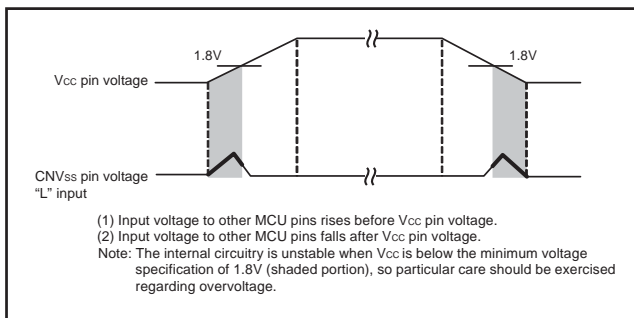 1.8V 1.8V
Vcc pin voltage
CNVss pin voltage
"L" input
(1) Input voltage to other MCU pins rises before Vcc pin voltage.
(2) Input voltage to other MCU pins falls after Vcc pin voltage.
Note: The internal circuitry is unstable when Vcc is below the minimum voltage
specification of 1.8V (shaded portion), so particular care should be exercised
regarding overvoltage.